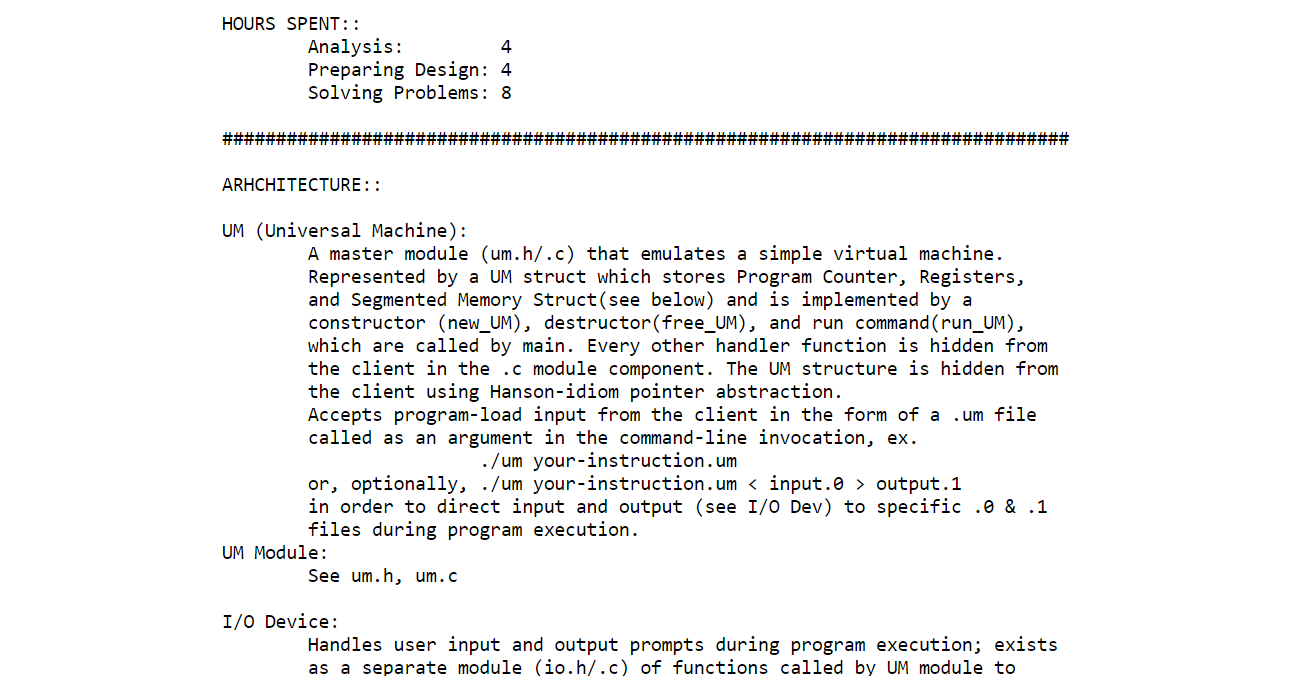 HOURS SPENT::
Analysis: 4
Preparing Design: 4
Solving Problems: 8
###############################################################################
ARHCHITECTURE::
UM (Universal Machine):
A master module (um.h/.c) that emulates a simple virtual machine.
Represented by a UM struct which stores Program Counter, Registers,
and Segmented Memory Struct(see below) and is implemented by a
constructor (new_UM), destructor(free_UM), and run command(run_UM),
which are called by main. Every other handler function is hidden from
the client in the .c module component. The UM structure is hidden from
the client using Hanson-idiom pointer abstraction.
Accepts program-load input from the client in the form of a .um file
called as an argument in the command-line invocation, ex.
./um your-instruction.um
or, optionally, ./um your-instruction.um < input.0 > output.1
in order to direct input and output (see I/O Dev) to specific .0 & .1
files during program execution.
UM Module:
See um.h, um.c
I/O Device:
Handles user input and output prompts during program execution; exists
as a separate module (io.h/.c) of functions called by UM module to